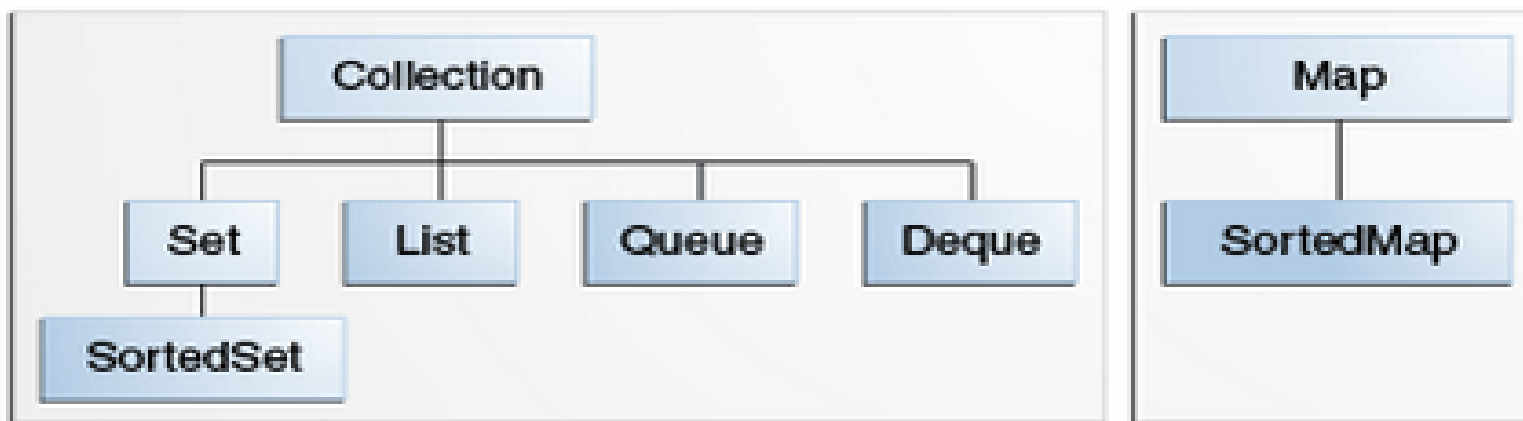 Collection
Map
Set
List
Queue
Deque
SortedMap
SortedSet